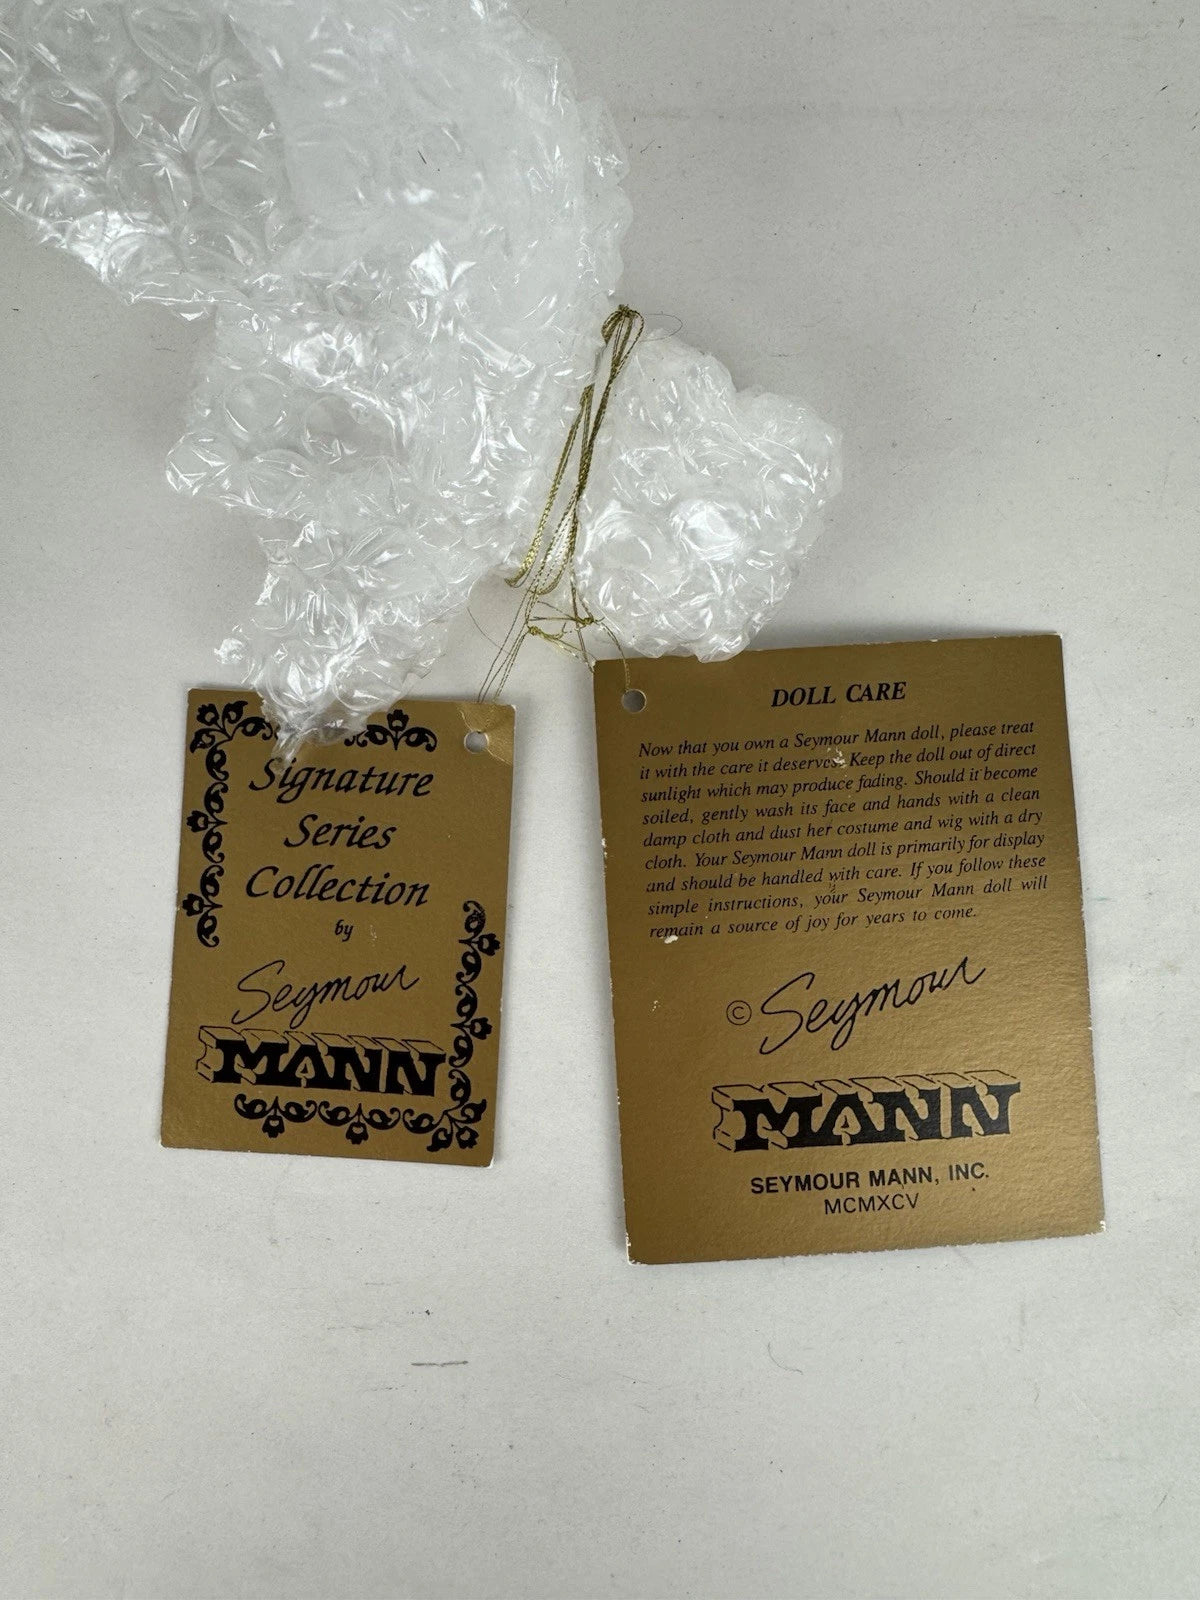 Signature
Series
Collection
by
Seymour
MANN
DOLL CARE
Now that you own a Seymour Mann doll, please treat
it with the care it deserves. Keep the doll out of direct
sunlight which may produce fading. Should it become
soiled, gently wash its face and hands with a clean
damp cloth and dust her costume and wig with a dry
cloth. Your Seymour Mann doll is primarily for display
and should be handled with care. If you follow these
simple instructions, your Seymour Mann doll will
remain a source of joy for years to come.
© Seymour
MANN
SEYMOUR MANN, INC.
MCMXCV